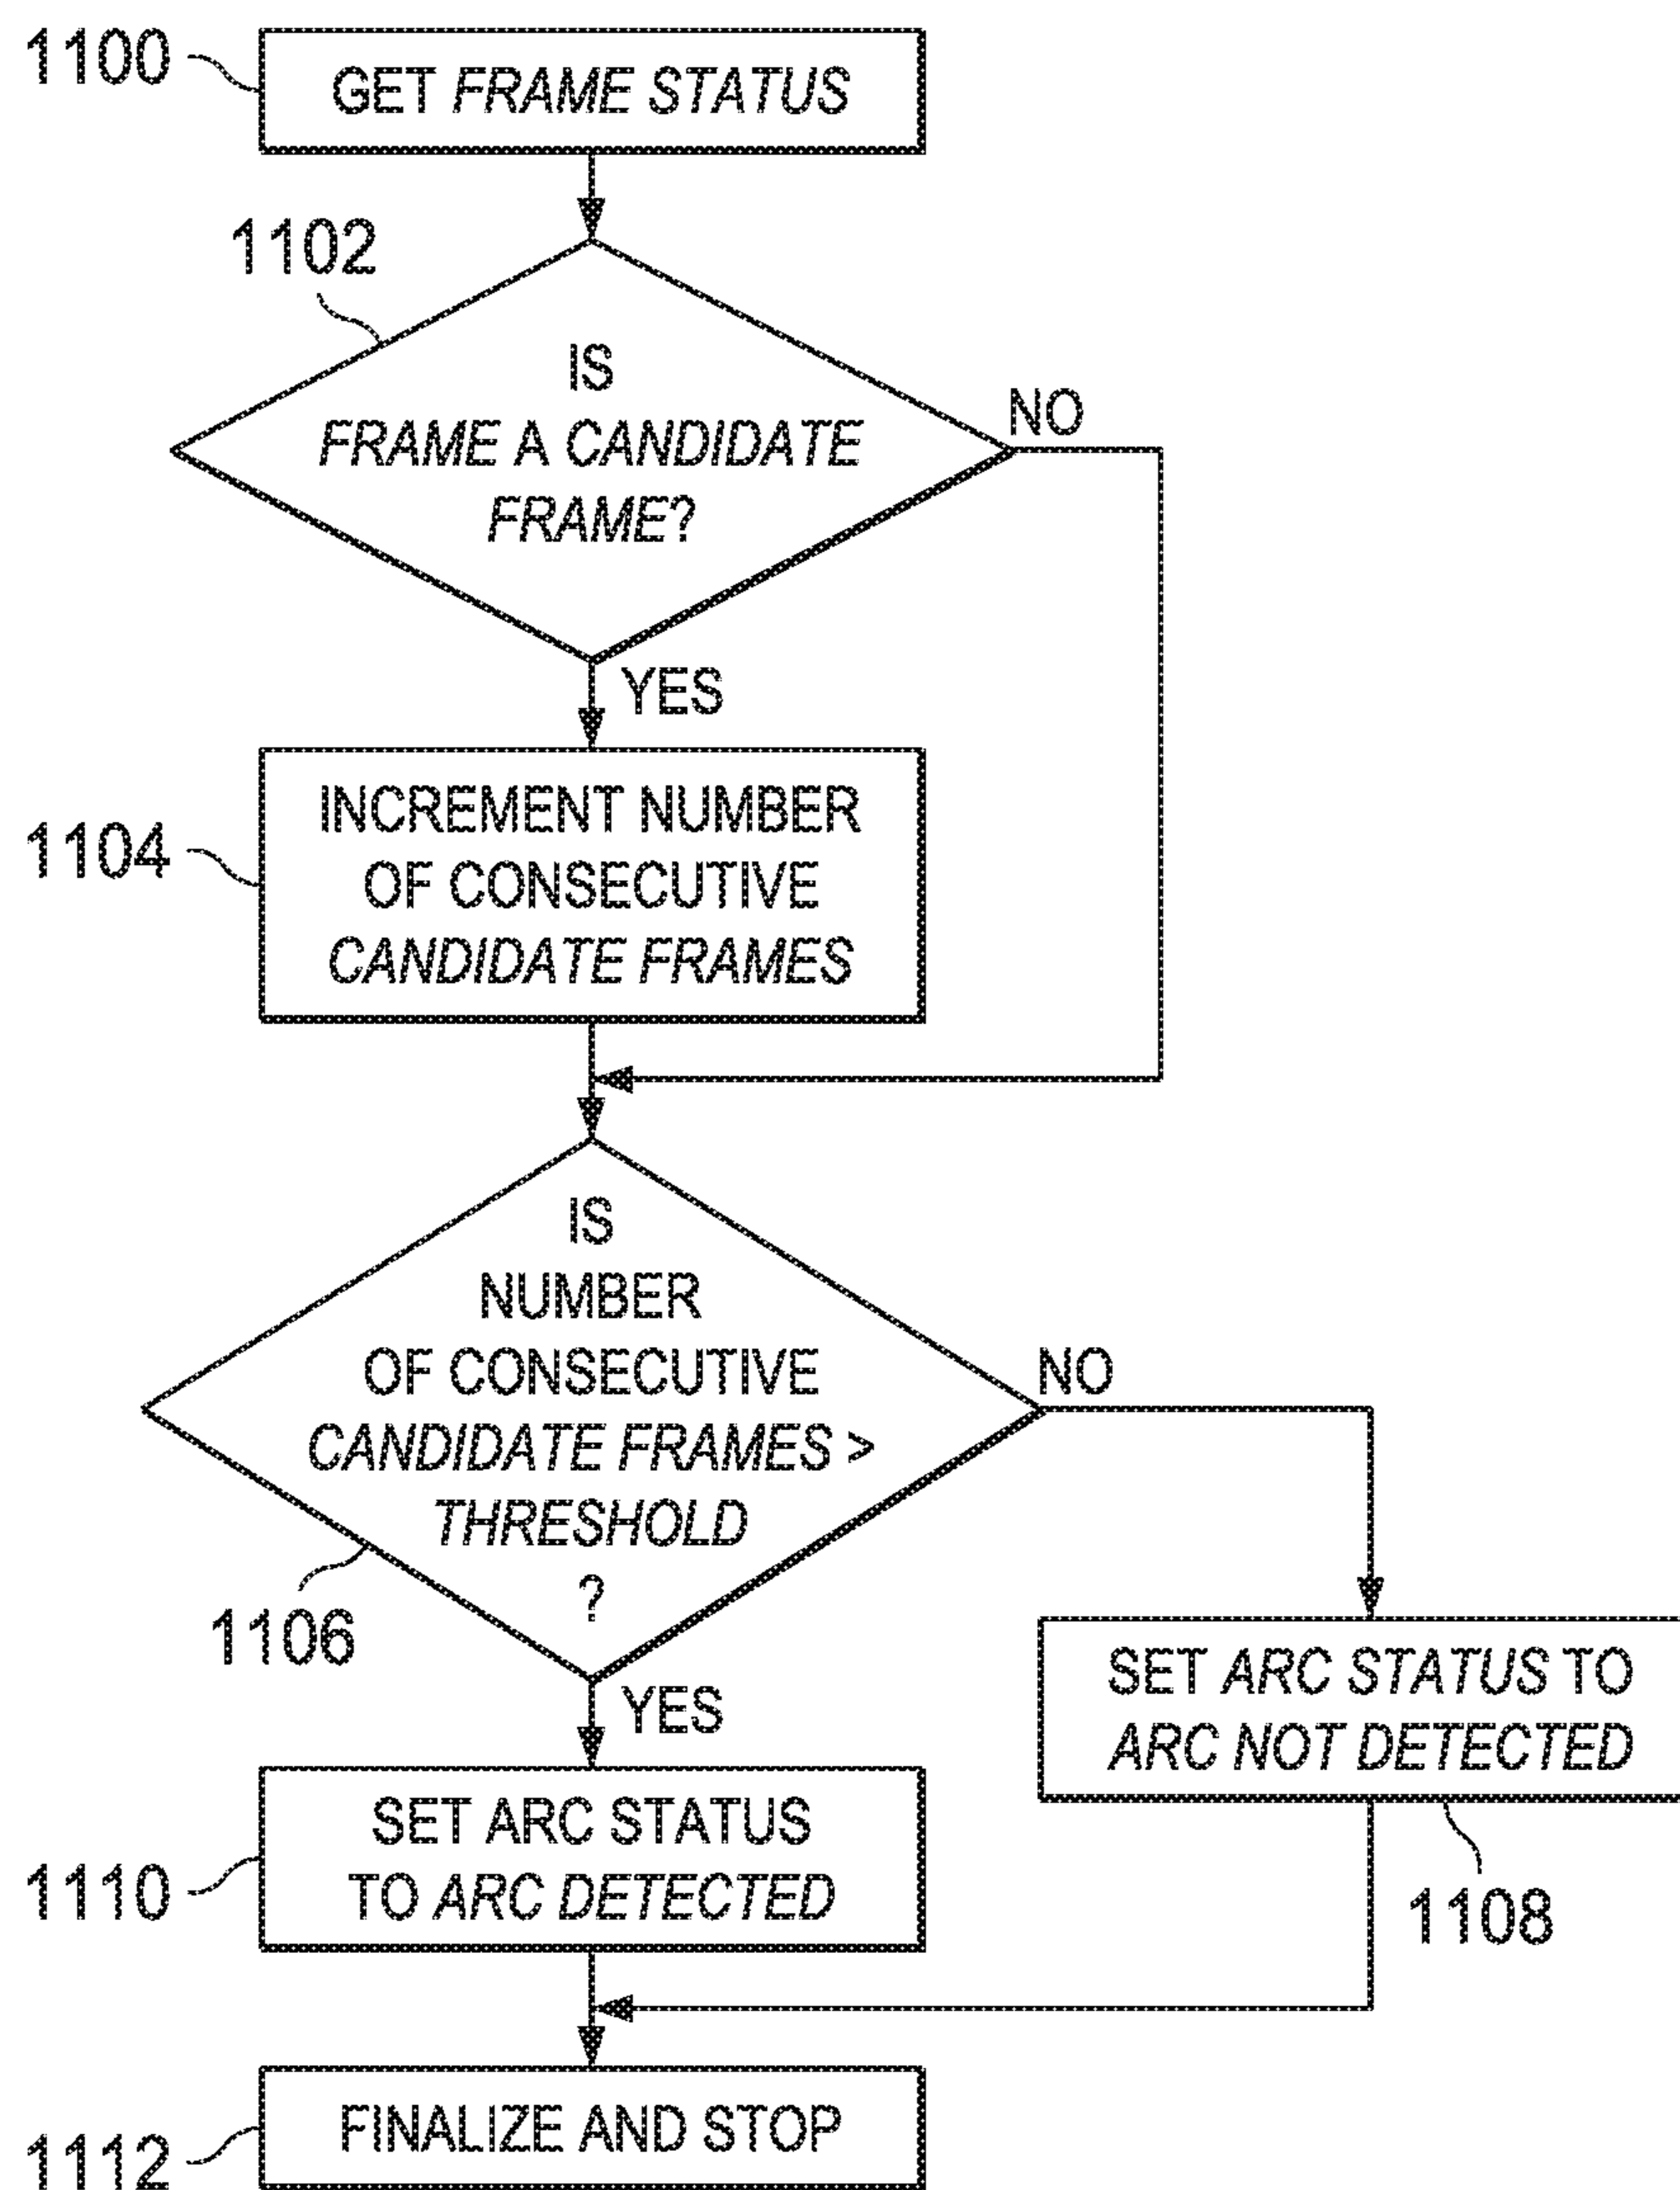 1100
GET FRAME STATUS
1102
IS
FRAME A CANDIDATE
FRAME?
NO
YES
1104
INCREMENT NUMBER
OF CONSECUTIVE
CANDIDATE FRAMES
IS
NUMBER
OF CONSECUTIVE
CANDIDATE FRAMES >
THRESHOLD
?
NO
1106
YES
SET ARC STATUS TO
ARC NOT DETECTED
1108
1110
SET ARC STATUS
TO ARC DETECTED
1112
FINALIZE AND STOP